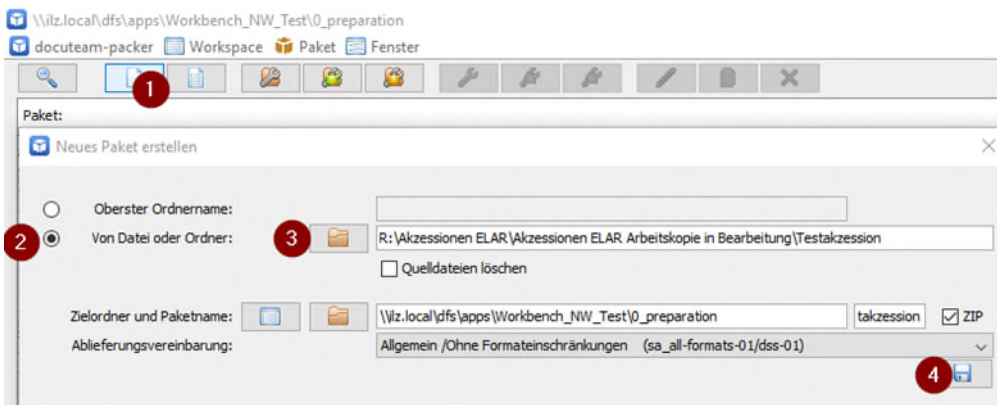 \\ilz.local\dfs\apps\Workbench_NW_Test\0_preparation
docuteam-packer Workspace Paket Fenster
1
Paket:
Neues Paket erstellen
Oberster Ordnername:
2 Von Datei oder Ordner: 3 R:\Akzessionen ELAR\Akzessionen ELAR Arbeitskopie in Bearbeitung\Testakzession
Quelldateien löschen
Zielordner und Paketname: \\ilz.local\dfs\apps\Workbench_NW_Test\0_preparation takzession ZIP
Ablieferungsvereinbarung: Allgemein /Ohne Formateinschränkungen (sa_all-formats-01/dss-01)
4